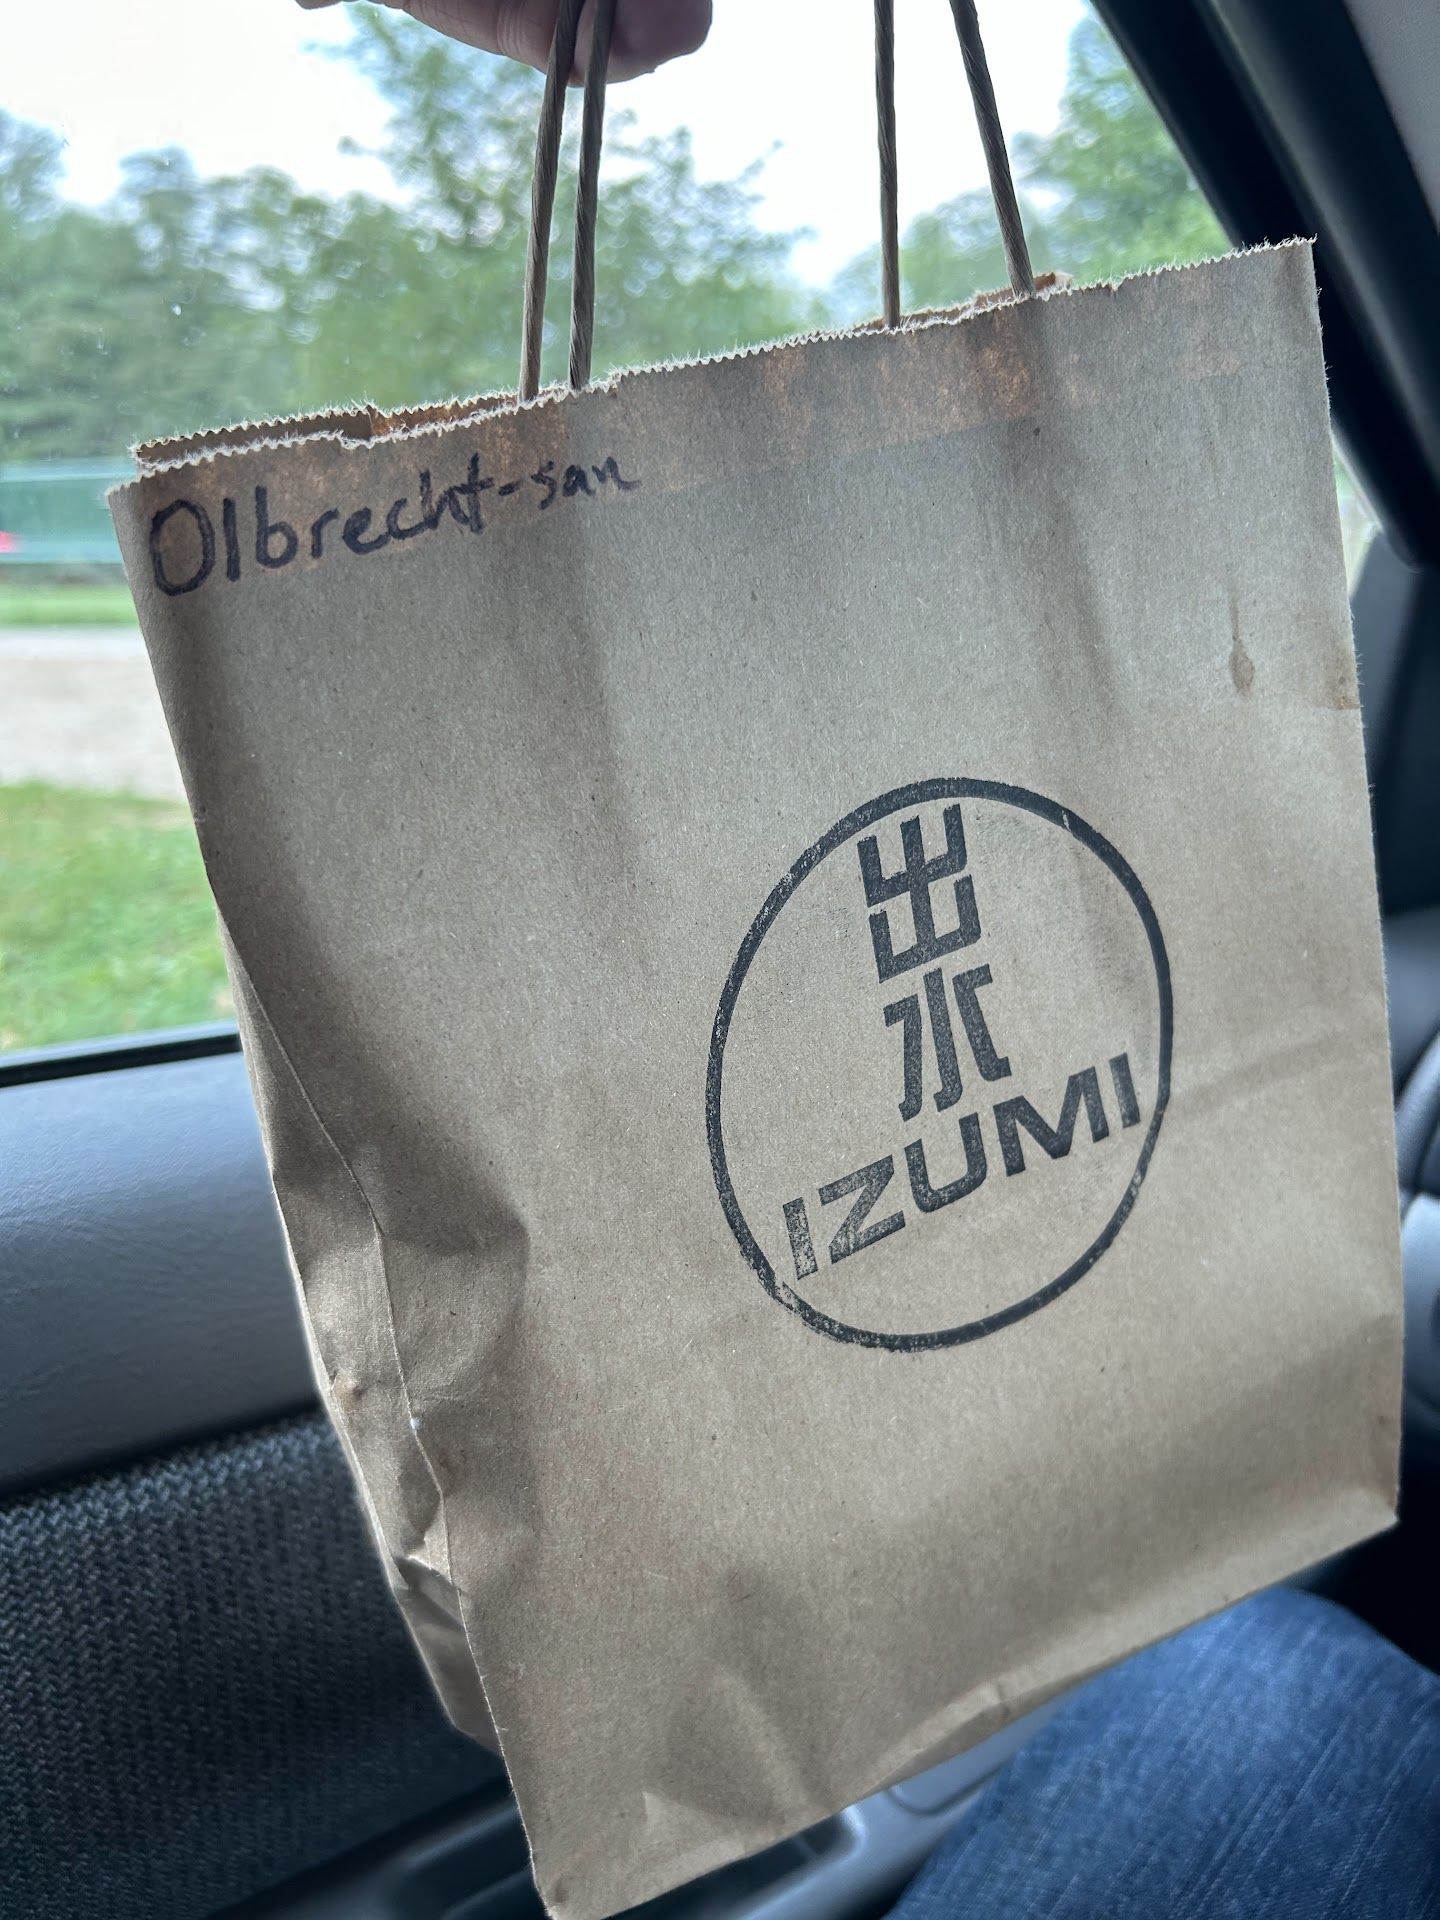 Olbrecht-san
出
水
IZUMI